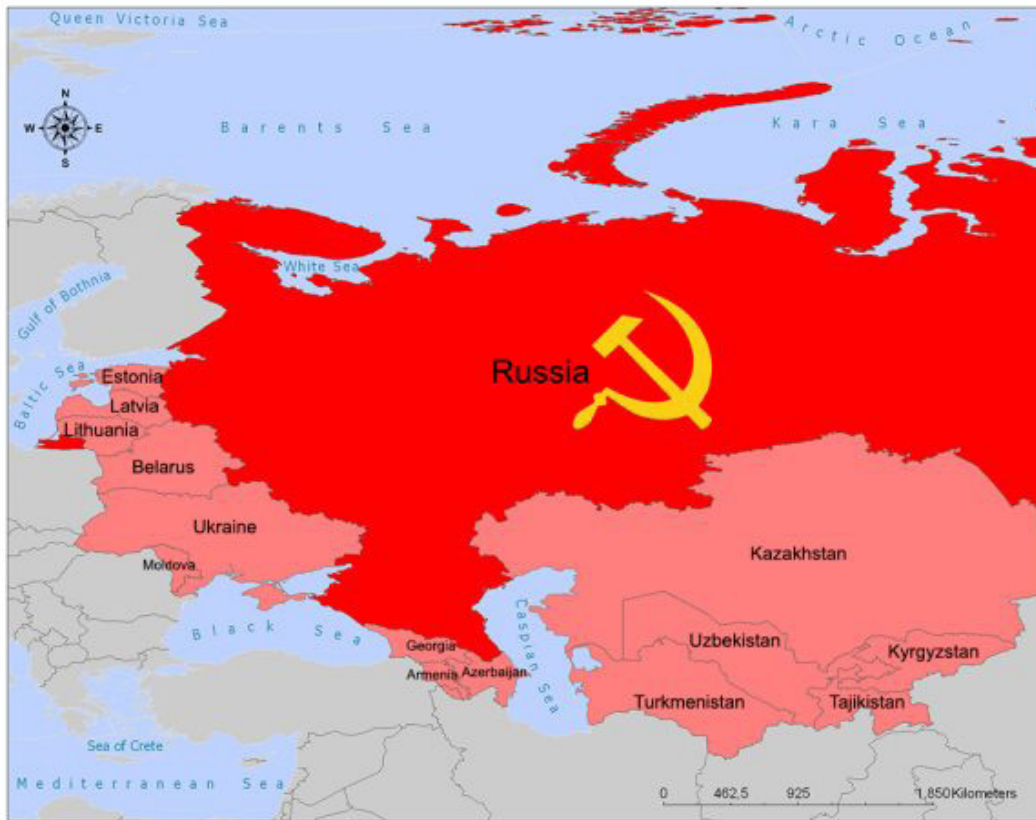 Queen Victoria Sea
Arctic Ocean
N
W
E
S
Barents Sea
Kara Sea
White Sea
Gulf of Bothnia
Russia
Baltic Sea
Estonia
Latvia
Lithuania
Belarus
Ukraine
Kazakhstan
Moldova
Black Sea
Caspian Sea
Georgia
Uzbekistan
Kyrgyzstan
Armenia
Azerbaijan
Turkmenistan
Tajikistan
Sea of Crete
Mediterranean Sea
0 462,5 925 1,850 Kilometers